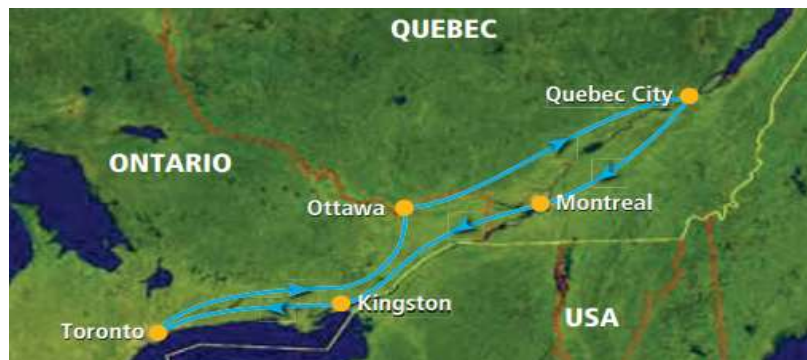 QUEBEC
Quebec City
ONTARIO
Ottawa
Montreal
Kingston
Toronto
USA